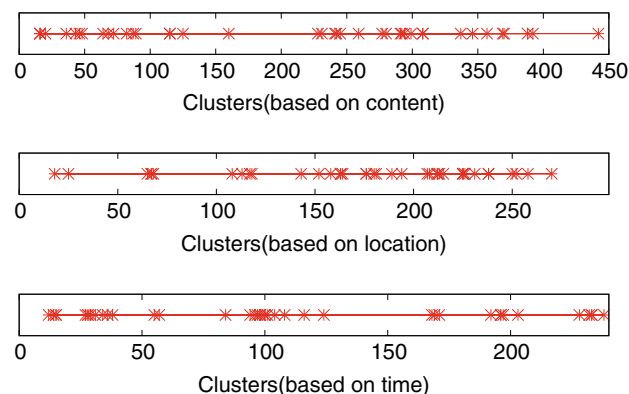 0 50 100 150 200 250 300 350 400 450
Clusters(based on content)
0 50 100 150 200 250
Clusters(based on location)
0 50 100 150 200
Clusters(based on time)